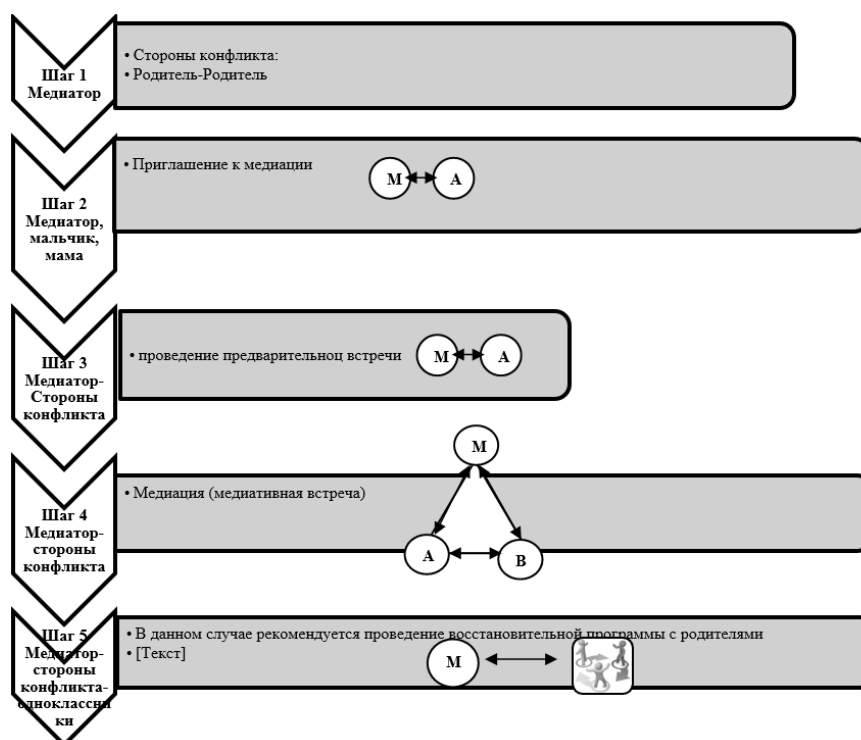 Шаг 1
Медиатор
• Стороны конфликта:
• Родитель-Родитель
Шаг 2
Медиатор,
мальчик,
мама
• Приглашение к медиации
М
А
Шаг 3
Медиатор-
Стороны
конфликта
• проведение предварительноц встречи
М
А
Шаг 4
Медиатор-
стороны
конфликта
• Медиация (медиативная встреча)
М
А
В
Шаг 5
Медиатор-
стороны
конфликта-
одноклассни
ки
• В данном случае рекомендуется проведение восстановительной программы с родителями
• [Текст]
М